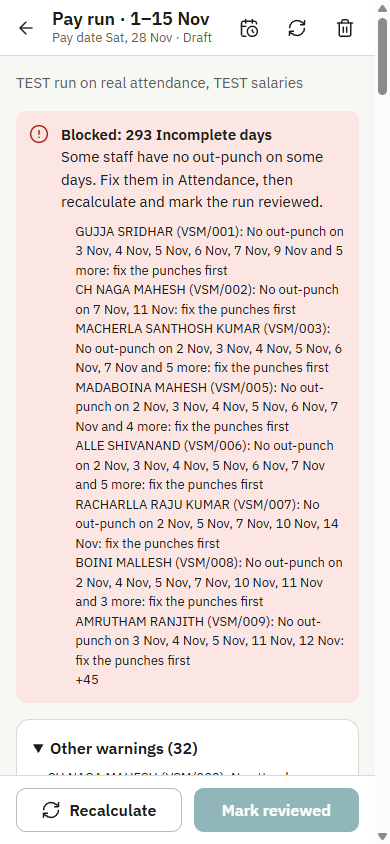 Pay run · 1–15 Nov
Pay date Sat, 28 Nov · Draft
TEST run on real attendance, TEST salaries
Blocked: 293 Incomplete days
Some staff have no out-punch on some
days. Fix them in Attendance, then
recalculate and mark the run reviewed.
GUJJA SRIDHAR (VSM/001): No out-punch on
3 Nov, 4 Nov, 5 Nov, 6 Nov, 7 Nov, 9 Nov and 5
more: fix the punches first
CH NAGA MAHESH (VSM/002): No out-punch
on 7 Nov, 11 Nov: fix the punches first
MACHERLA SANTHOSH KUMAR (VSM/003):
No out-punch on 2 Nov, 3 Nov, 4 Nov, 5 Nov, 6
Nov, 7 Nov and 5 more: fix the punches first
MADABOINA MAHESH (VSM/005): No out-
punch on 2 Nov, 3 Nov, 4 Nov, 5 Nov, 6 Nov, 7
Nov and 4 more: fix the punches first
ALLE SHIVANAND (VSM/006): No out-punch
on 2 Nov, 3 Nov, 4 Nov, 5 Nov, 6 Nov, 7 Nov
and 5 more: fix the punches first
RACHARLLA RAJU KUMAR (VSM/007): No
out-punch on 2 Nov, 5 Nov, 7 Nov, 10 Nov, 14
Nov: fix the punches first
BOINI MALLESH (VSM/008): No out-punch on
2 Nov, 4 Nov, 5 Nov, 7 Nov, 10 Nov, 11 Nov
and 3 more: fix the punches first
AMRUTHAM RANJITH (VSM/009): No out-
punch on 3 Nov, 4 Nov, 5 Nov, 11 Nov, 12 Nov:
fix the punches first
+45
Other warnings (32)
Recalculate
Mark reviewed